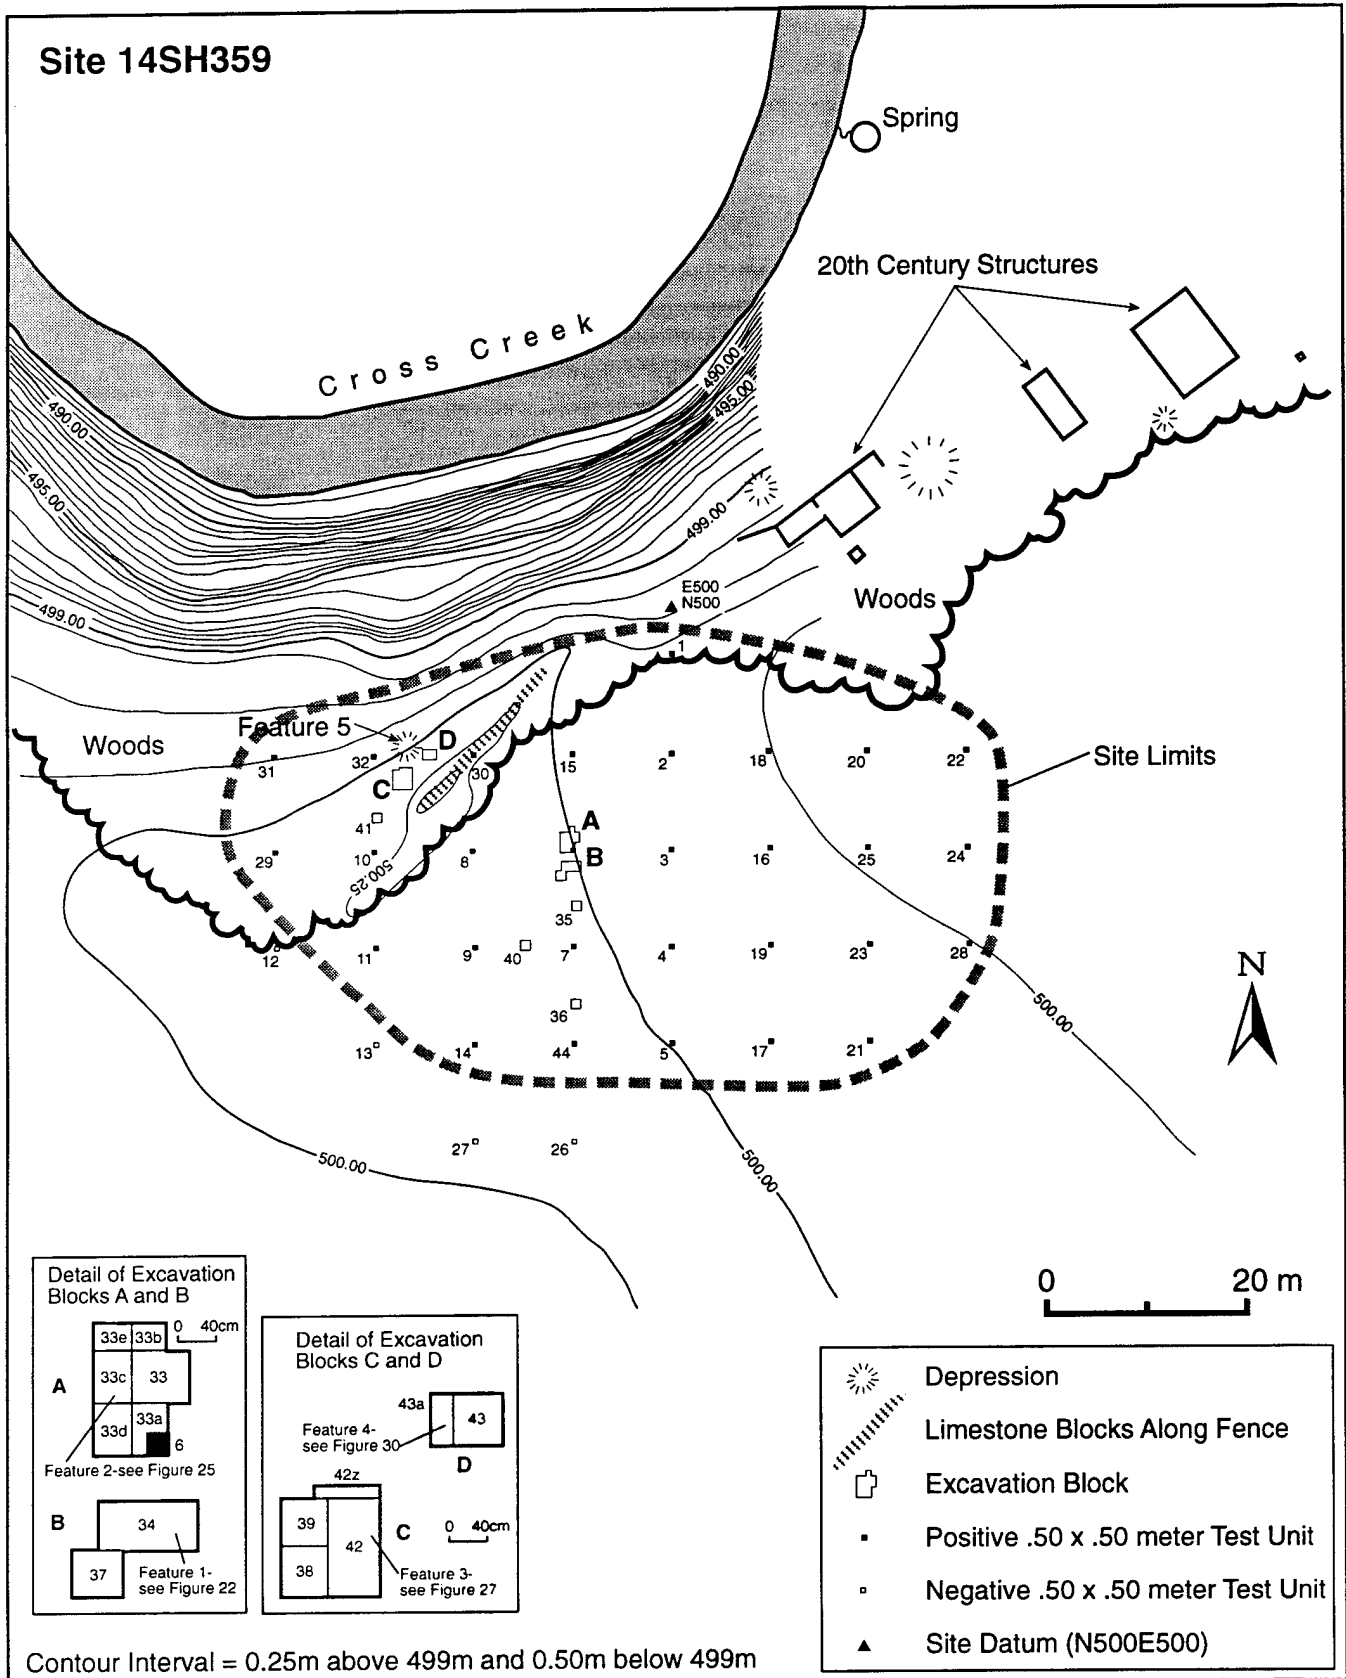 Site 14SH359
Spring
20th Century Structures
Cross Creek
490.00
495.00
490.00
495.00
499.00
499.00
E500
N500
Woods
1
Feature 5
D
Woods
31
32
C
30
15
2
18
20
22
Site Limits
41
A
29
10
8
B
3
16
25
24
500.25
35
12
11
9
40
7
4
19
23
28
36
500.00
13
14
44
5
17
21
27
26
500.00
500.00
N
0 20 m
Detail of Excavation
Blocks A and B
33e 33b 0 40cm
A
33c 33
33d 33a
6
Feature 2-see Figure 25
B
34
37
Feature 1-
see Figure 22
Detail of Excavation
Blocks C and D
43a
43
Feature 4-
see Figure 30
D
42z
39
42
C
0 40cm
38
Feature 3-
see Figure 27
Depression
Limestone Blocks Along Fence
Excavation Block
Positive .50 x .50 meter Test Unit
Negative .50 x .50 meter Test Unit
Site Datum (N500E500)
Contour Interval = 0.25m above 499m and 0.50m below 499m